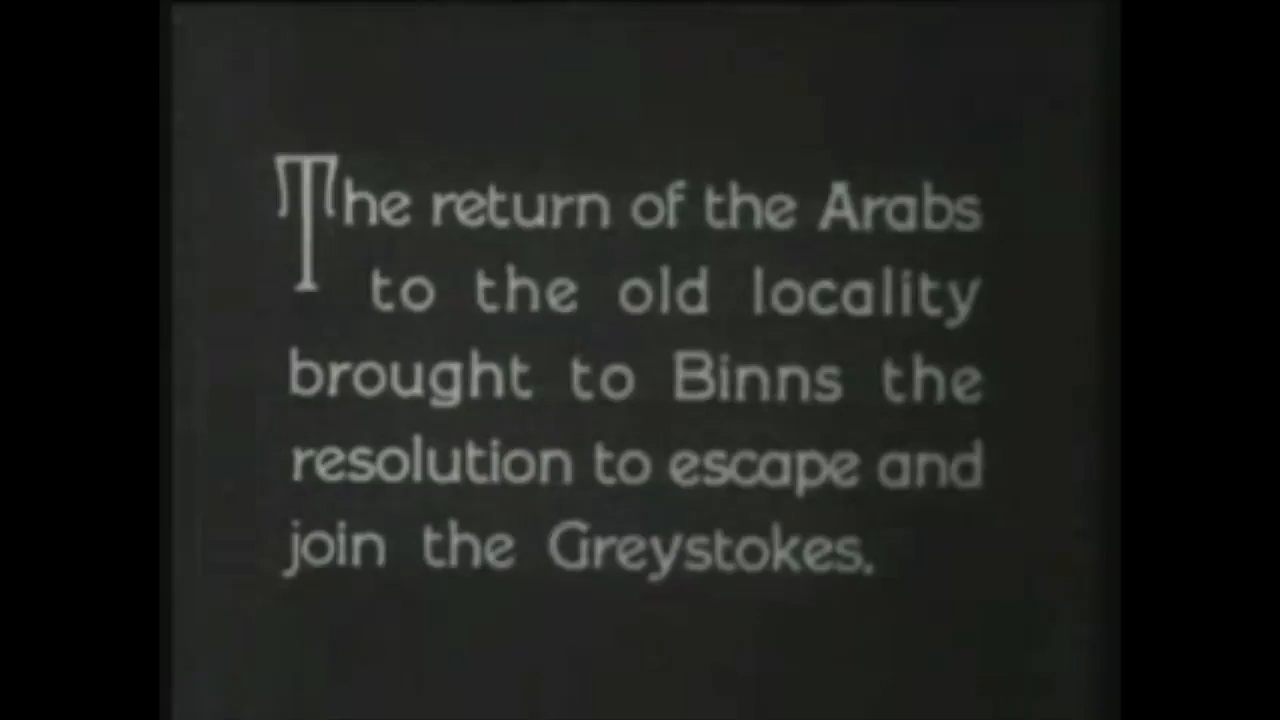 The return of the Arabs
to the old locality
brought to Binns the
resolution to escape and
join the Greystokes.